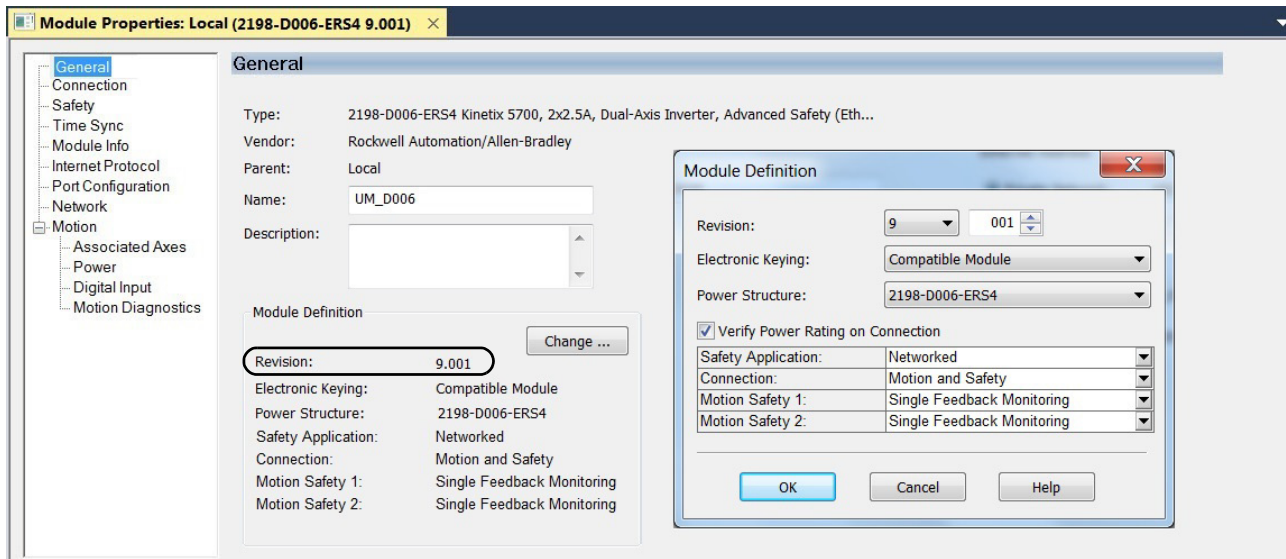 Module Properties: Local (2198-D006-ERS4 9.001)
General
Connection
Safety
Time Sync
Module Info
Internet Protocol
Port Configuration
Network
Motion
Associated Axes
Power
Digital Input
Motion Diagnostics
General
Type: 2198-D006-ERS4 Kinetix 5700, 2x2.5A, Dual-Axis Inverter, Advanced Safety (Eth...
Vendor: Rockwell Automation/Allen-Bradley
Parent: Local
Name: UM_D006
Description:
Module Definition
Change ...
Revision: 9.001
Electronic Keying: Compatible Module
Power Structure: 2198-D006-ERS4
Safety Application: Networked
Connection: Motion and Safety
Motion Safety 1: Single Feedback Monitoring
Motion Safety 2: Single Feedback Monitoring
Module Definition
Revision: 9 001
Electronic Keying: Compatible Module
Power Structure: 2198-D006-ERS4
Verify Power Rating on Connection
Safety Application: Networked
Connection: Motion and Safety
Motion Safety 1: Single Feedback Monitoring
Motion Safety 2: Single Feedback Monitoring
OK Cancel Help